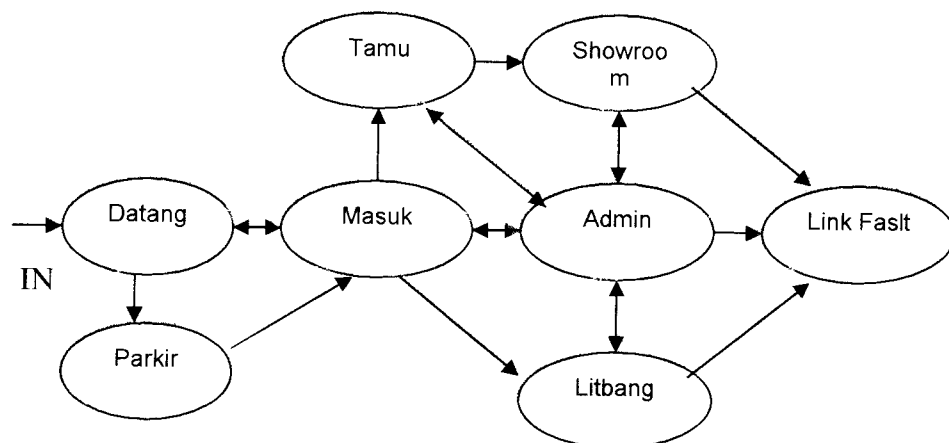 Tamu
Showroo
m
Datang
Masuk
Admin
Link Faslt
IN
Parkir
Litbang